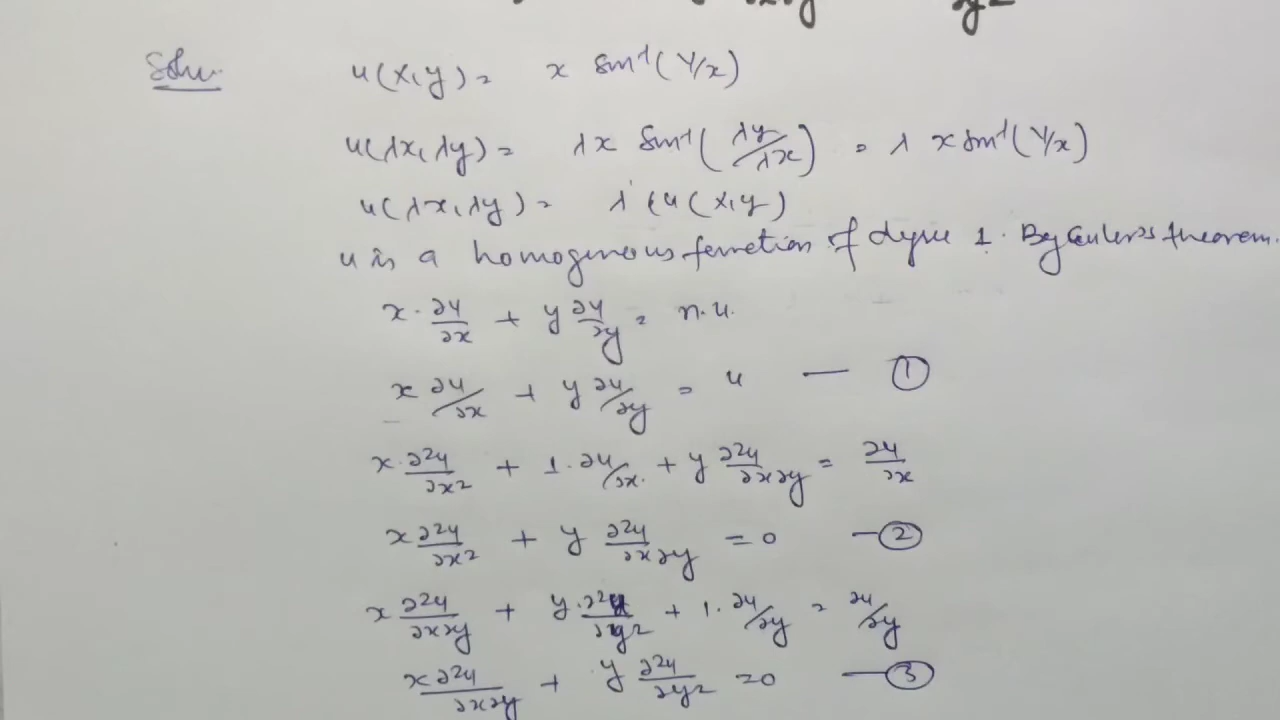 Soln.
u(x,y) = x sin⁻¹(y/x)
u(λx,λy) = λx sin⁻¹(λy/λx) = λ x sin⁻¹(y/x)
u(λx,λy) = λ¹ (u(x,y)
u is a homogenous function of degree 1. By Euler's theorem.
x·∂u/∂x + y ∂u/∂y = n.u.
x ∂u/∂x + y ∂u/∂y = u — ①
x·∂²u/∂x² + 1·∂u/∂x + y ∂²u/∂x∂y = ∂u/∂x
x ∂²u/∂x² + y ∂²u/∂x∂y = 0 — ②
x ∂²u/∂x∂y + y·∂²u/∂y² + 1·∂u/∂y = ∂u/∂y
x ∂²u/∂x∂y + y ∂²u/∂y² = 0 — ③